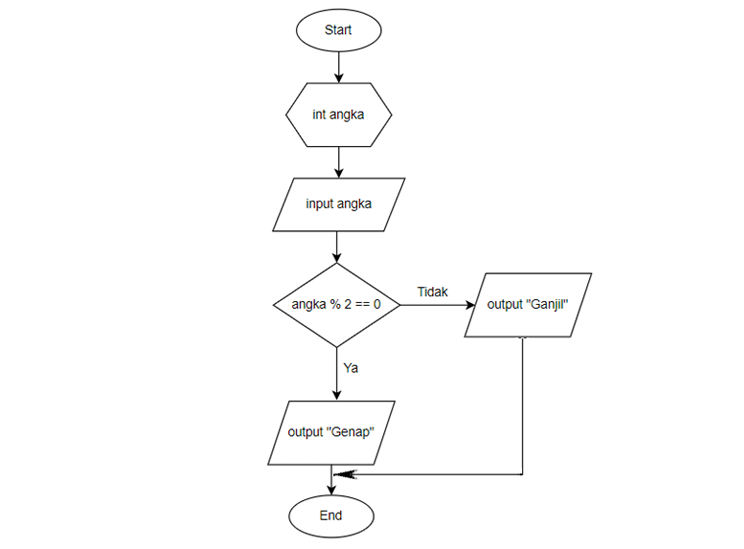 Start
int angka
input angka
angka % 2 == 0
Tidak
output "Ganjil"
Ya
output "Genap"
End